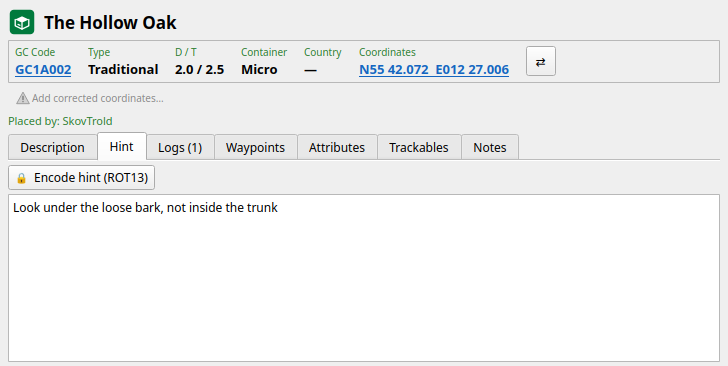 The Hollow Oak
GC Code Type D / T Container Country Coordinates
GC1A002 Traditional 2.0 / 2.5 Micro — N55 42.072 E012 27.006
Add corrected coordinates...
Placed by: SkovTrold
Description Hint Logs (1) Waypoints Attributes Trackables Notes
Encode hint (ROT13)
Look under the loose bark, not inside the trunk